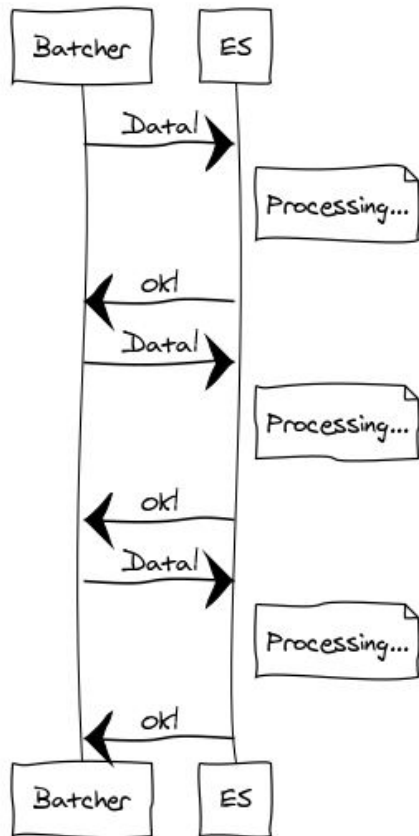 Batcher ES
Data!
Processing...
ok!
Data!
Processing...
ok!
Data!
Processing...
ok!
Batcher ES